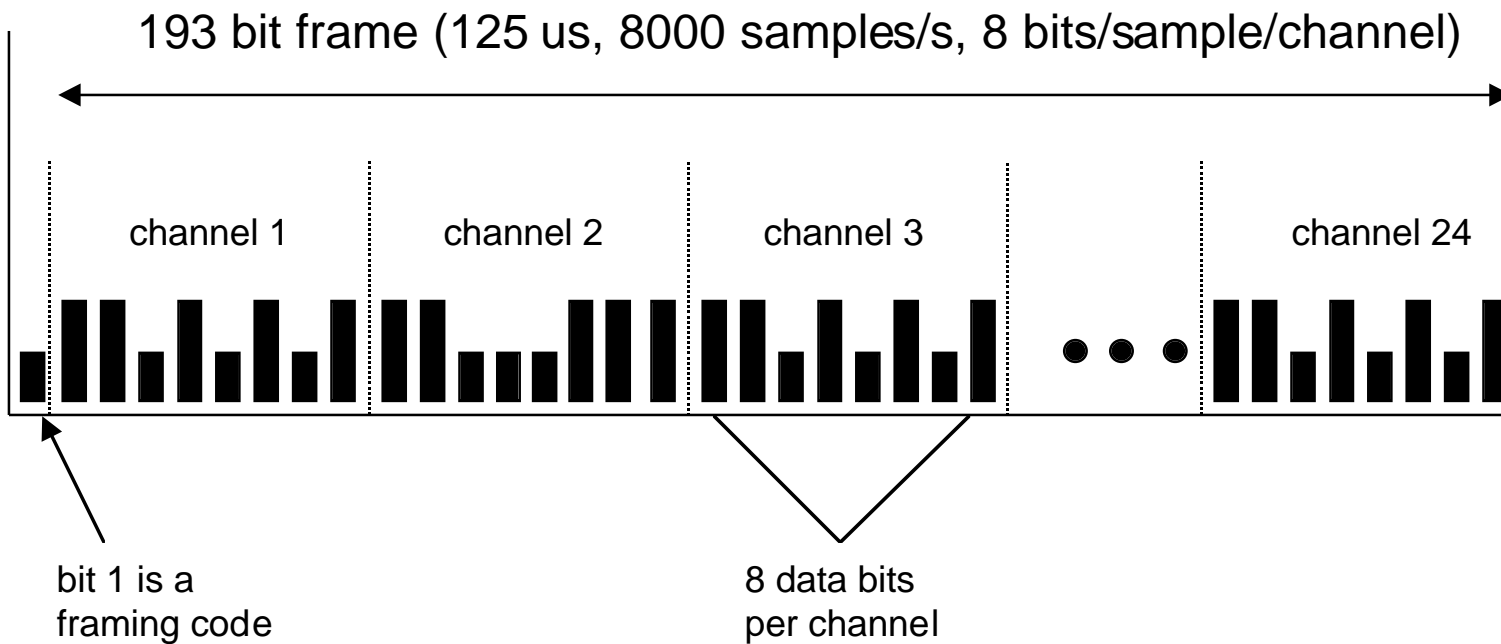 193 bit frame (125 us, 8000 samples/s, 8 bits/sample/channel)
channel 1
channel 2
channel 3
channel 24
bit 1 is a
framing code
8 data bits
per channel